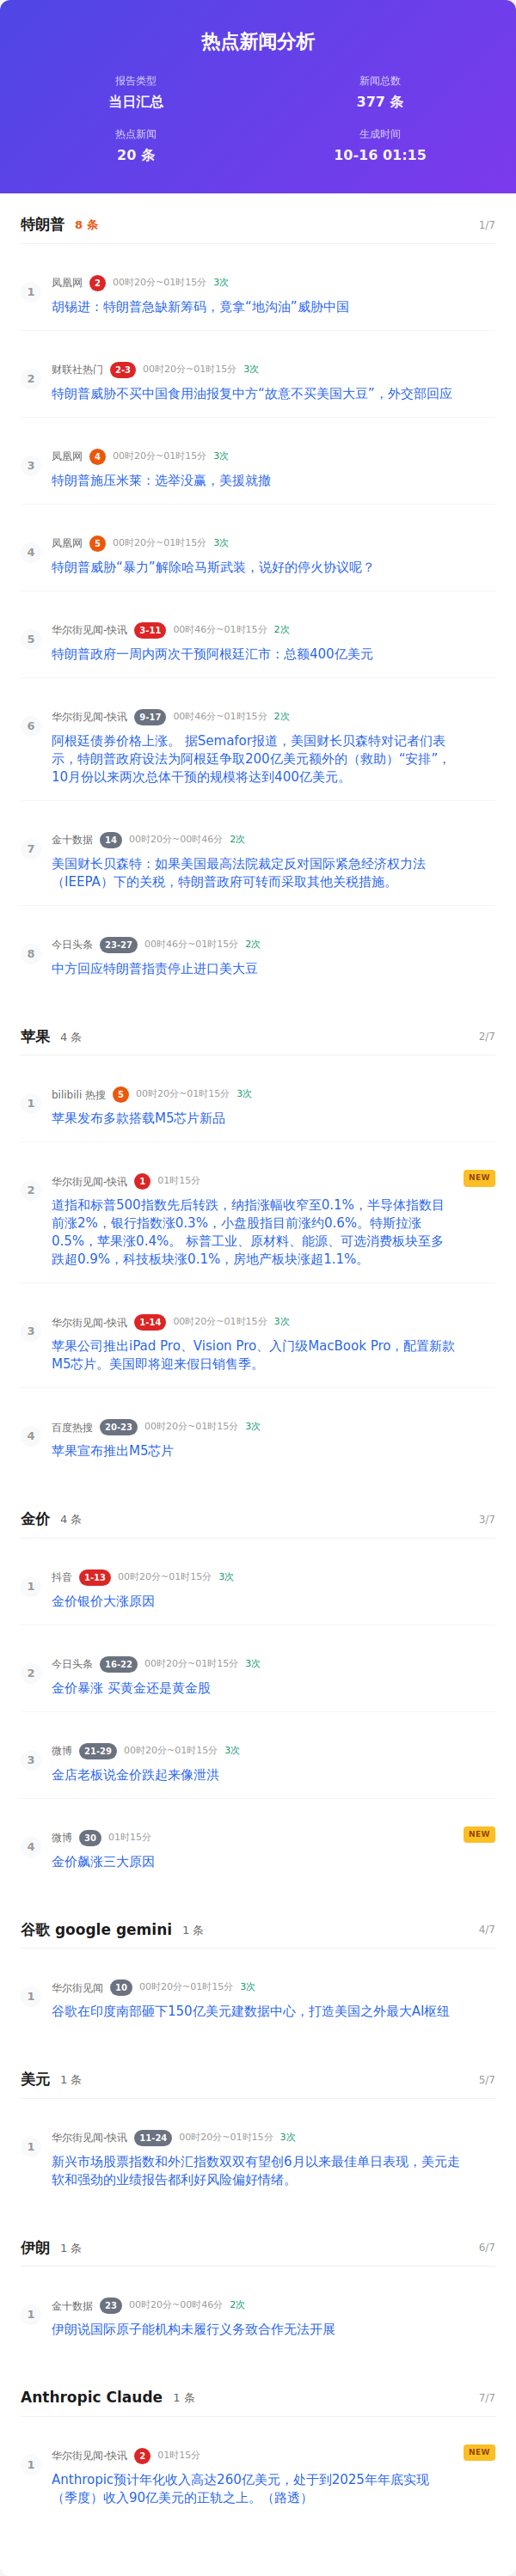 热点新闻分析
报告类型
当日汇总
新闻总数
377 条
热点新闻
20 条
生成时间
10-16 01:15
特朗普 8 条 1/7
1 凤凰网 2 00时20分~01时15分 3次
胡锡进：特朗普急缺新筹码，竟拿“地沟油”威胁中国
2 财联社热门 2-3 00时20分~01时15分 3次
特朗普威胁不买中国食用油报复中方“故意不买美国大豆”，外交部回应
3 凤凰网 4 00时20分~01时15分 3次
特朗普施压米莱：选举没赢，美援就撤
4 凤凰网 5 00时20分~01时15分 3次
特朗普威胁“暴力”解除哈马斯武装，说好的停火协议呢？
5 华尔街见闻-快讯 3-11 00时46分~01时15分 2次
特朗普政府一周内两次干预阿根廷汇市：总额400亿美元
6 华尔街见闻-快讯 9-17 00时46分~01时15分 2次
阿根廷债券价格上涨。 据Semafor报道，美国财长贝森特对记者们表
示，特朗普政府设法为阿根廷争取200亿美元额外的（救助）“安排”，
10月份以来两次总体干预的规模将达到400亿美元。
7 金十数据 14 00时20分~00时46分 2次
美国财长贝森特：如果美国最高法院裁定反对国际紧急经济权力法
（IEEPA）下的关税，特朗普政府可转而采取其他关税措施。
8 今日头条 23-27 00时46分~01时15分 2次
中方回应特朗普指责停止进口美大豆
苹果 4 条 2/7
1 bilibili 热搜 5 00时20分~01时15分 3次
苹果发布多款搭载M5芯片新品
2 华尔街见闻-快讯 1 01时15分 NEW
道指和标普500指数先后转跌，纳指涨幅收窄至0.1%，半导体指数目
前涨2%，银行指数涨0.3%，小盘股指目前涨约0.6%。特斯拉涨
0.5%，苹果涨0.4%。 标普工业、原材料、能源、可选消费板块至多
跌超0.9%，科技板块涨0.1%，房地产板块涨超1.1%。
3 华尔街见闻-快讯 1-14 00时20分~01时15分 3次
苹果公司推出iPad Pro、Vision Pro、入门级MacBook Pro，配置新款
M5芯片。美国即将迎来假日销售季。
4 百度热搜 20-23 00时20分~01时15分 3次
苹果宣布推出M5芯片
金价 4 条 3/7
1 抖音 1-13 00时20分~01时15分 3次
金价银价大涨原因
2 今日头条 16-22 00时20分~01时15分 3次
金价暴涨 买黄金还是黄金股
3 微博 21-29 00时20分~01时15分 3次
金店老板说金价跌起来像泄洪
4 微博 30 01时15分 NEW
金价飙涨三大原因
谷歌 google gemini 1 条 4/7
1 华尔街见闻 10 00时20分~01时15分 3次
谷歌在印度南部砸下150亿美元建数据中心，打造美国之外最大AI枢纽
美元 1 条 5/7
1 华尔街见闻-快讯 11-24 00时20分~01时15分 3次
新兴市场股票指数和外汇指数双双有望创6月以来最佳单日表现，美元走
软和强劲的业绩报告都利好风险偏好情绪。
伊朗 1 条 6/7
1 金十数据 23 00时20分~00时46分 2次
伊朗说国际原子能机构未履行义务致合作无法开展
Anthropic Claude 1 条 7/7
1 华尔街见闻-快讯 2 01时15分 NEW
Anthropic预计年化收入高达260亿美元，处于到2025年年底实现
（季度）收入90亿美元的正轨之上。（路透）